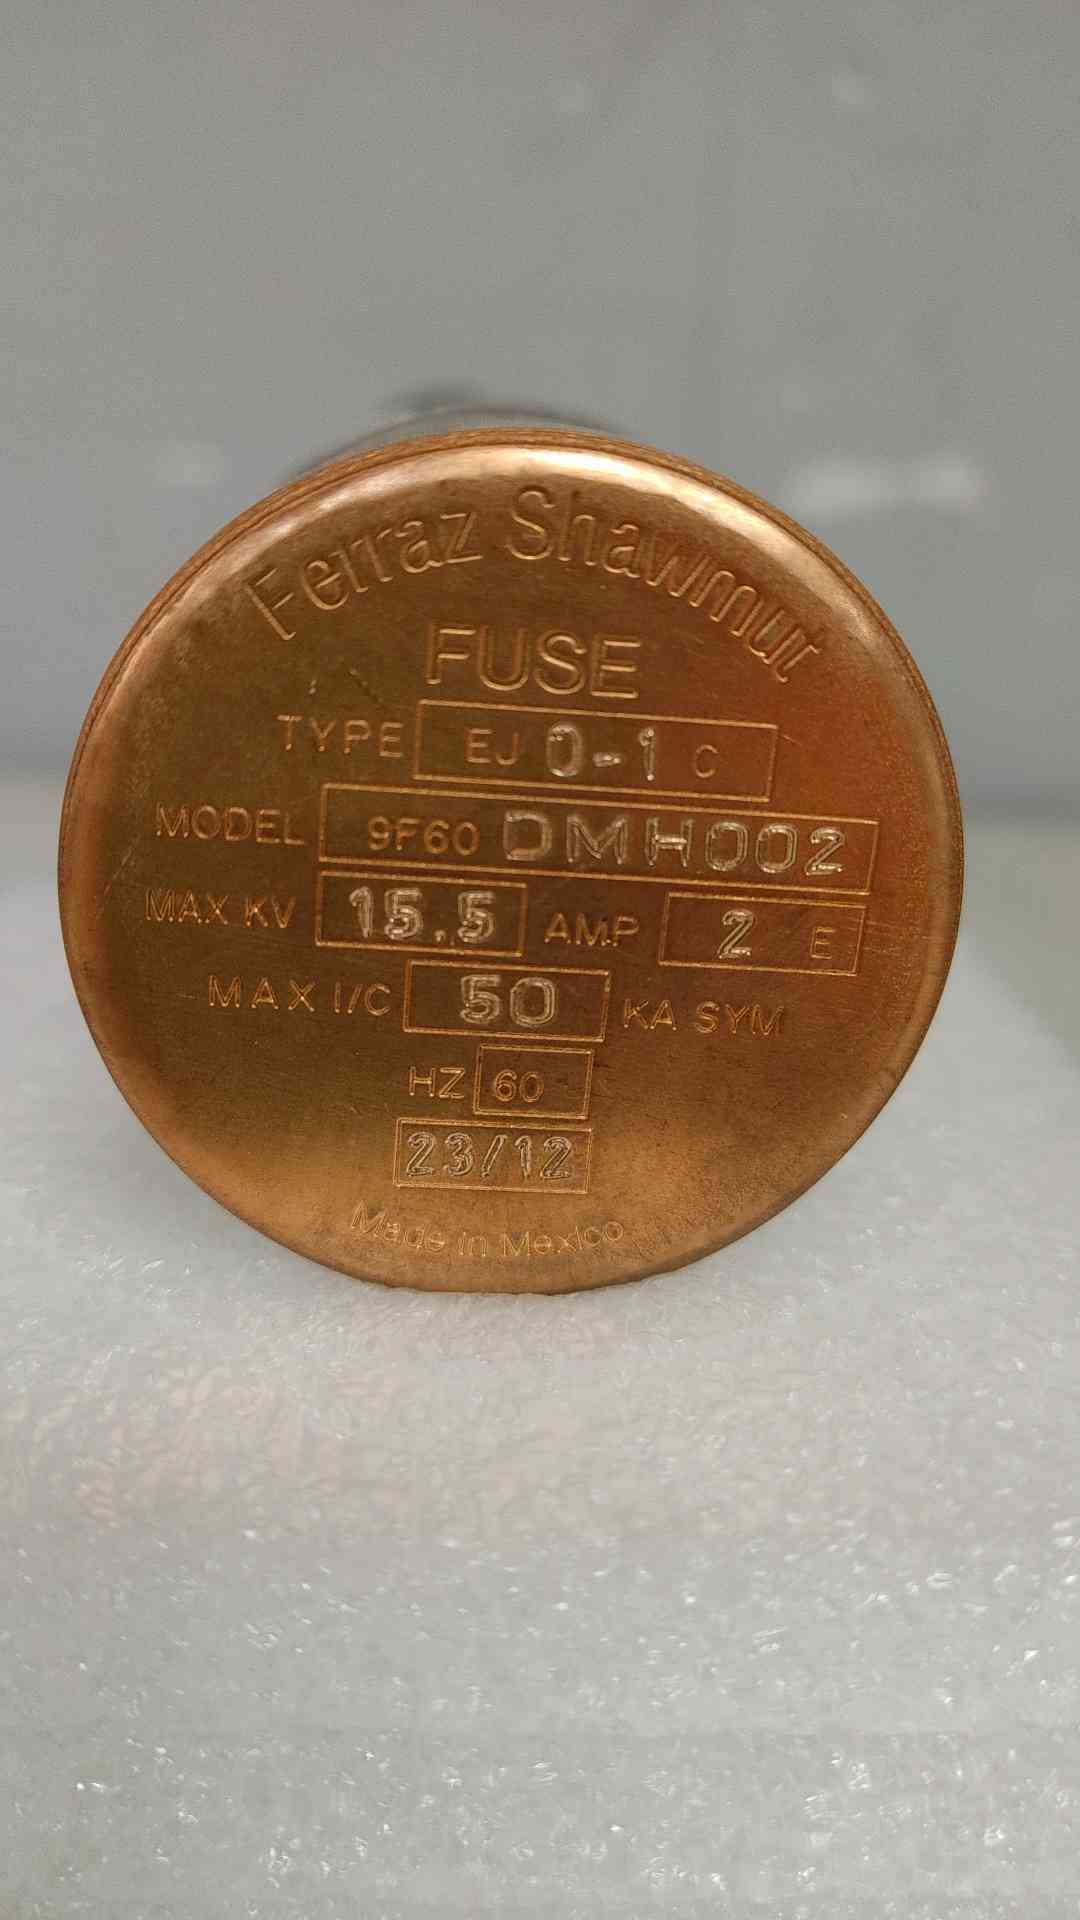 Ferraz Shawmut
FUSE
TYPE EJ 0-1 C
MODEL 9F60 DMH002
MAX KV 15.5 AMP 2 E
MAX I/C 50 KA SYM
HZ 60
23/12
Made in Mexico